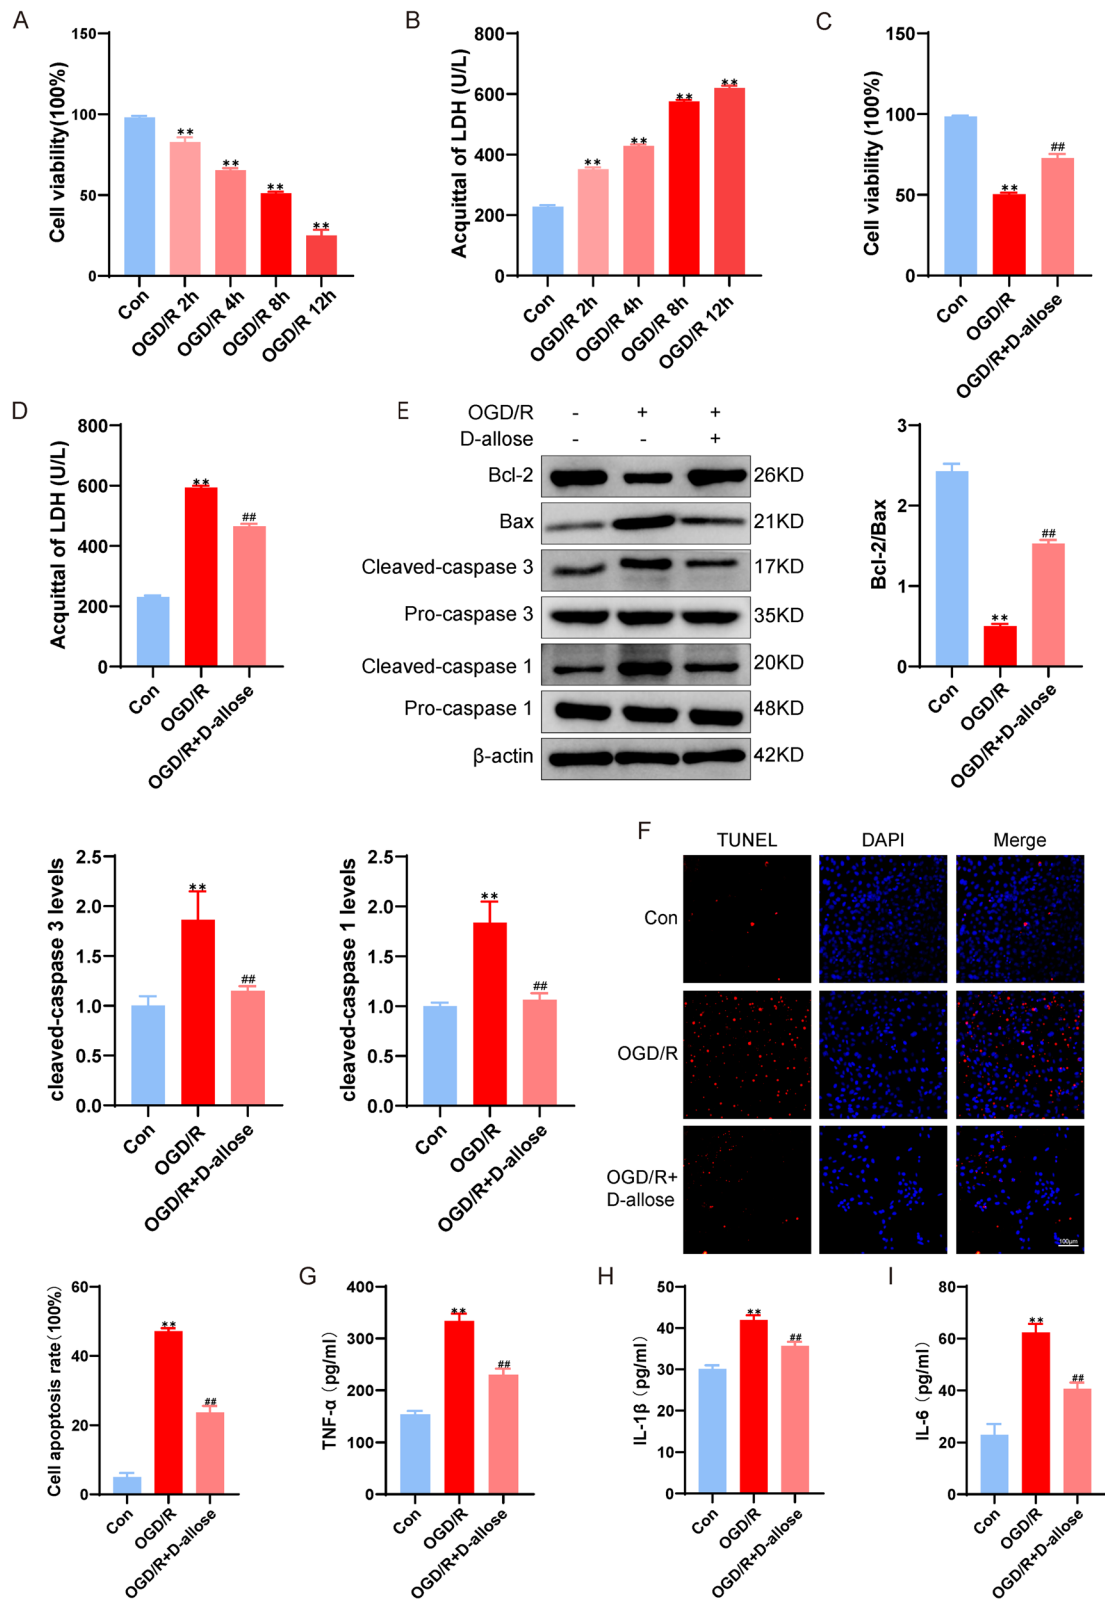 A
Cell viability(100%)
150
100
50
0
**
**
**
**
Con
OGD/R 2h
OGD/R 4h
OGD/R 8h
OGD/R 12h
B
Acquittal of LDH (U/L)
800
600
400
200
0
**
**
**
**
Con
OGD/R 2h
OGD/R 4h
OGD/R 8h
OGD/R 12h
C
Cell viability (100%)
150
100
50
0
**
##
Con
OGD/R
OGD/R+D-allose
D
Acquittal of LDH (U/L)
800
600
400
200
0
**
##
Con
OGD/R
OGD/R+D-allose
E
OGD/R - + +
D-allose - - +
Bcl-2 26KD
Bax 21KD
Cleaved-caspase 3 17KD
Pro-caspase 3 35KD
Cleaved-caspase 1 20KD
Pro-caspase 1 48KD
β-actin 42KD
Bcl-2/Bax
3
2
1
0
**
##
Con
OGD/R
OGD/R+D-allose
cleaved-caspase 3 levels
2.5
2.0
1.5
1.0
0.5
0.0
**
##
Con
OGD/R
OGD/R+D-allose
cleaved-caspase 1 levels
2.5
2.0
1.5
1.0
0.5
0.0
**
##
Con
OGD/R
OGD/R+D-allose
F
TUNEL DAPI Merge
Con
OGD/R
OGD/R+
D-allose
100μm
Cell apoptosis rate(100%)
60
40
20
0
**
##
Con
OGD/R
OGD/R+D-allose
G
TNF-α (pg/ml)
400
300
200
100
0
**
##
Con
OGD/R
OGD/R+D-allose
H
IL-1β (pg/ml)
50
40
30
20
10
0
**
##
Con
OGD/R
OGD/R+D-allose
I
IL-6 (pg/ml)
80
60
40
20
0
**
##
Con
OGD/R
OGD/R+D-allose